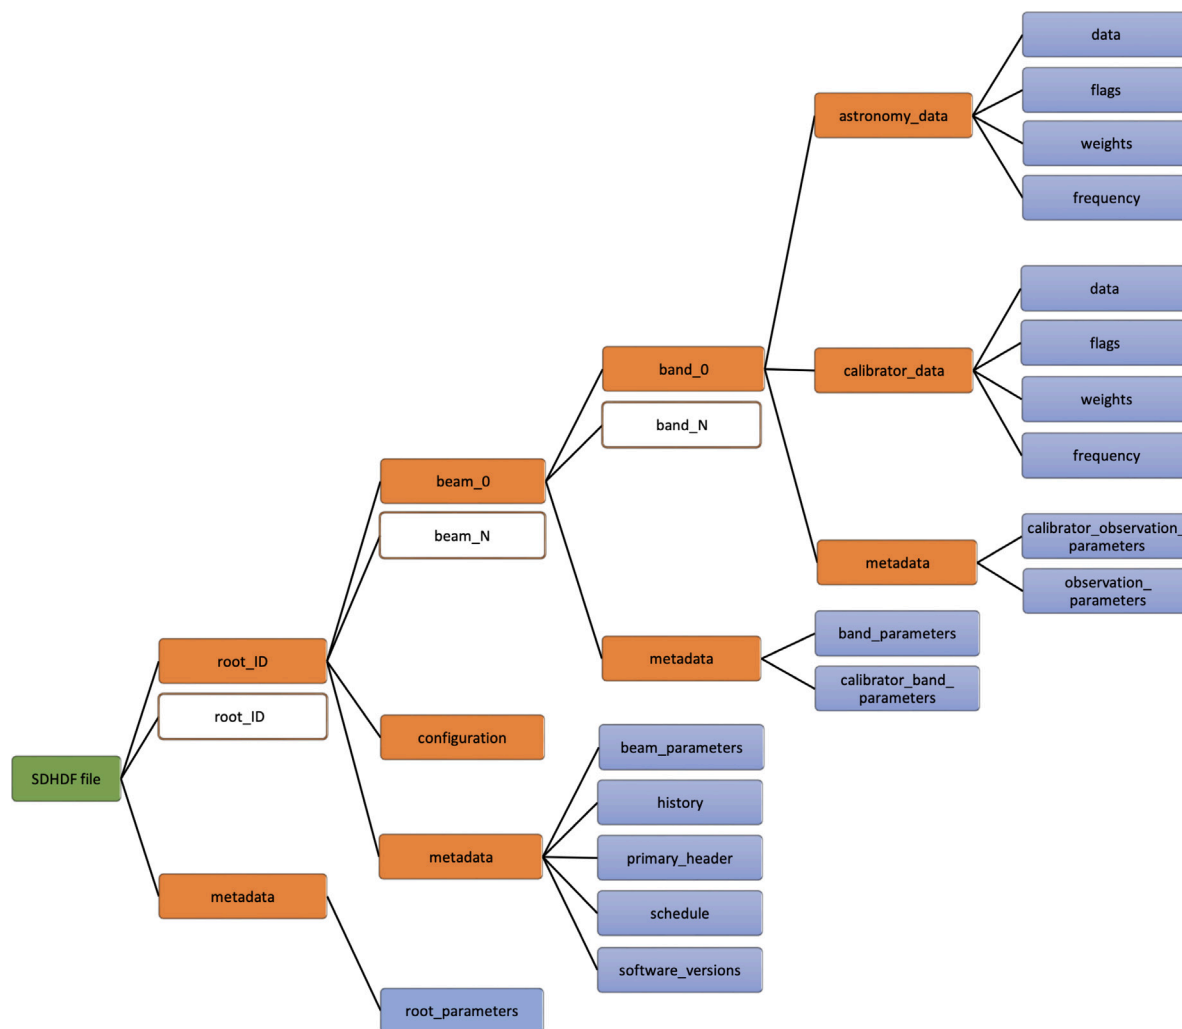 data
flags
astronomy_data
weights
frequency
data
flags
band_0
calibrator_data
weights
band_N
frequency
beam_0
calibrator_observation_
parameters
beam_N
metadata
observation_
parameters
band_parameters
root_ID
metadata
calibrator_band_
parameters
root_ID
configuration
beam_parameters
SDHDF file
history
metadata
primary_header
metadata
schedule
software_versions
root_parameters